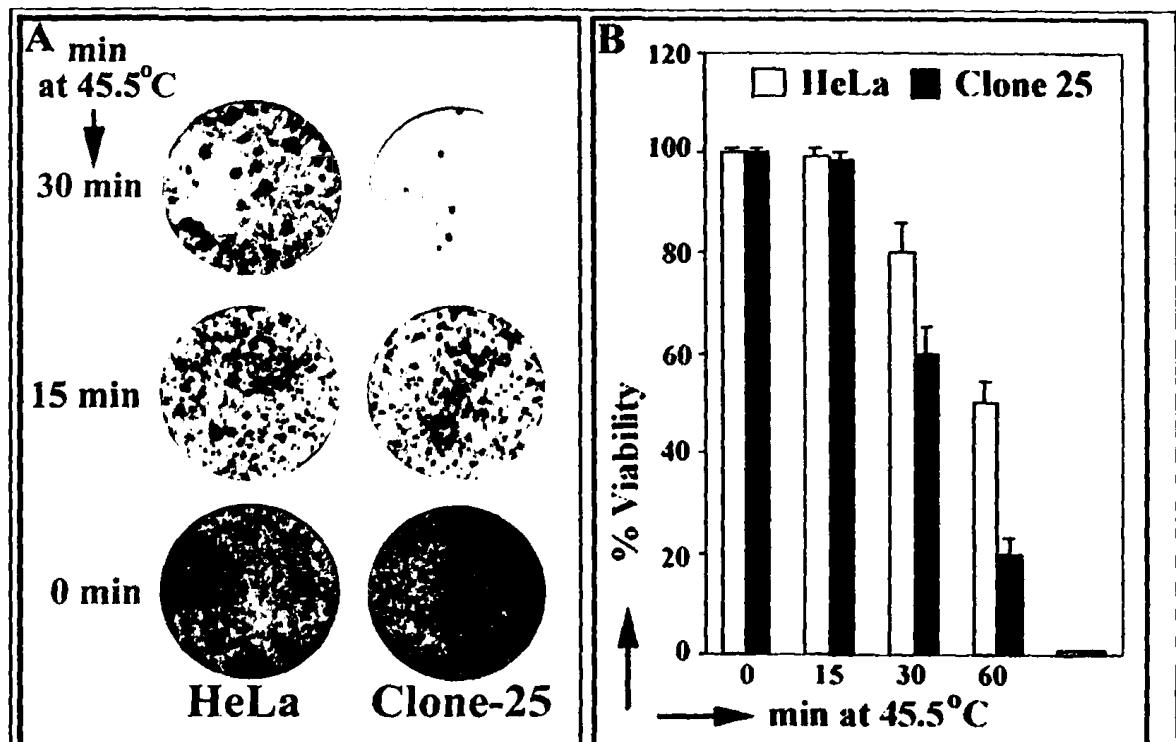 A
min
at 45.5°C
30 min
15 min
0 min
HeLa Clone-25
B
HeLa Clone 25
% Viability
120
100
80
60
40
20
0
0 15 30 60
min at 45.5°C